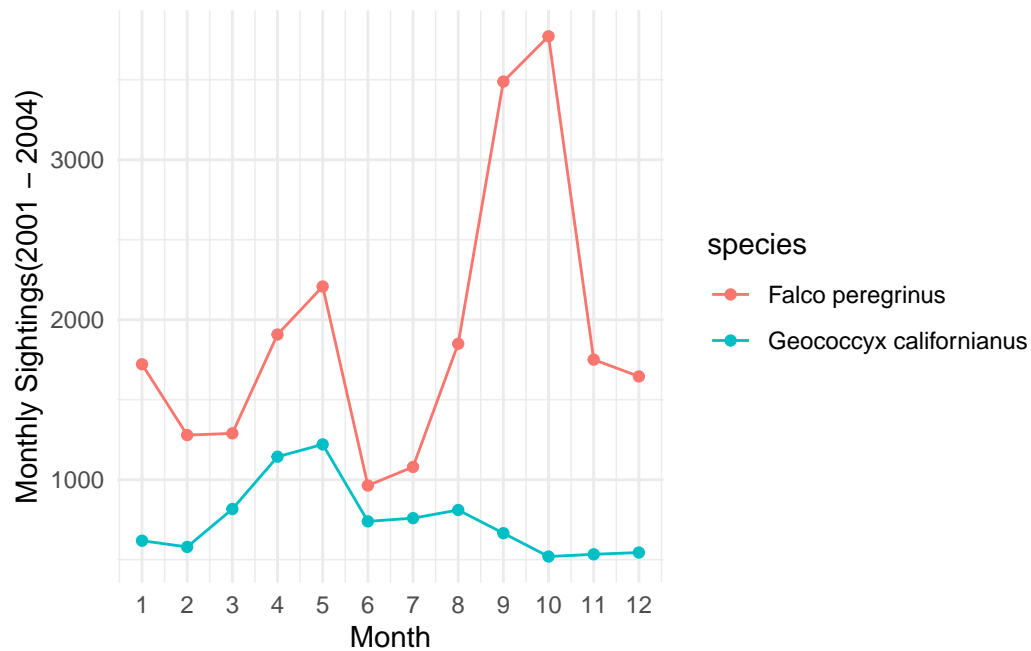 Monthly Sightings(2001 − 2004)
3000
2000
1000
1 2 3 4 5 6 7 8 9 10 11 12
Month
species
Falco peregrinus
Geococcyx californianus